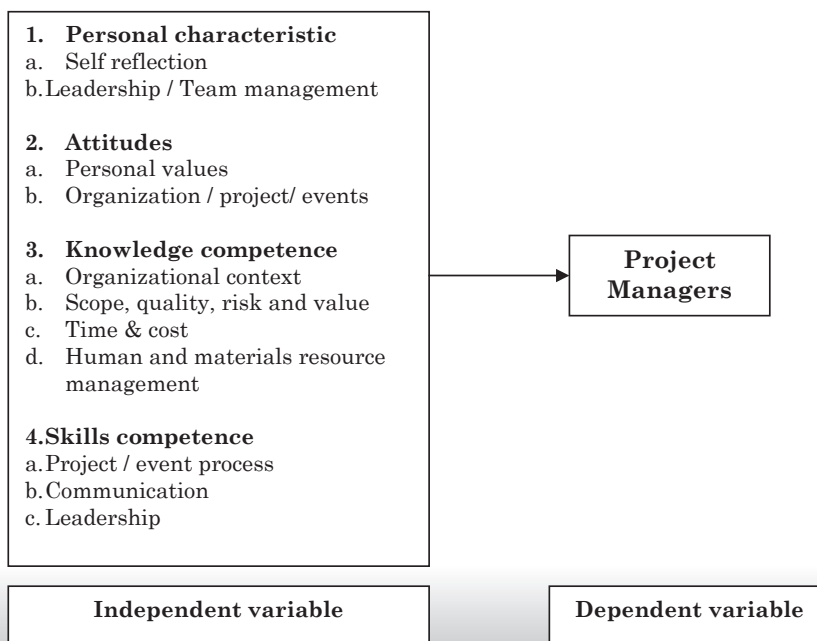 1. Personal characteristic
a. Self reflection
b.Leadership / Team management
2. Attitudes
a. Personal values
b. Organization / project/ events
3. Knowledge competence
a. Organizational context
b. Scope, quality, risk and value
c. Time & cost
d. Human and materials resource
management
4.Skills competence
a.Project / event process
b.Communication
c. Leadership
Project
Managers
Independent variable
Dependent variable